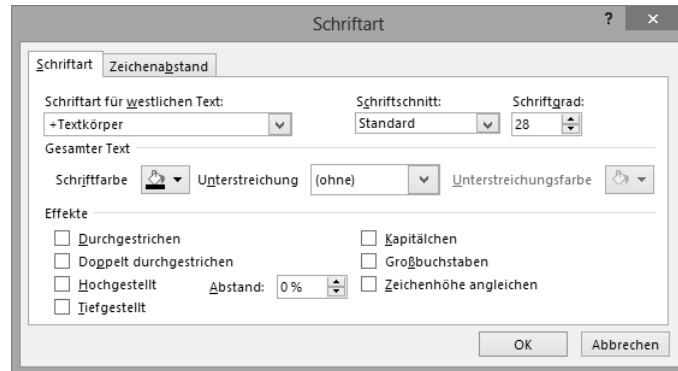 Schriftart ? ×
Schriftart Zeichenabstand
Schriftart für westlichen Text: Schriftschnitt: Schriftgrad:
+Textkörper Standard 28
Gesamter Text
Schriftfarbe Unterstreichung (ohne) Unterstreichungsfarbe
Effekte
Durchgestrichen Kapitälchen
Doppelt durchgestrichen Großbuchstaben
Hochgestellt Abstand: 0 % Zeichenhöhe angleichen
Tiefgestellt
OK Abbrechen